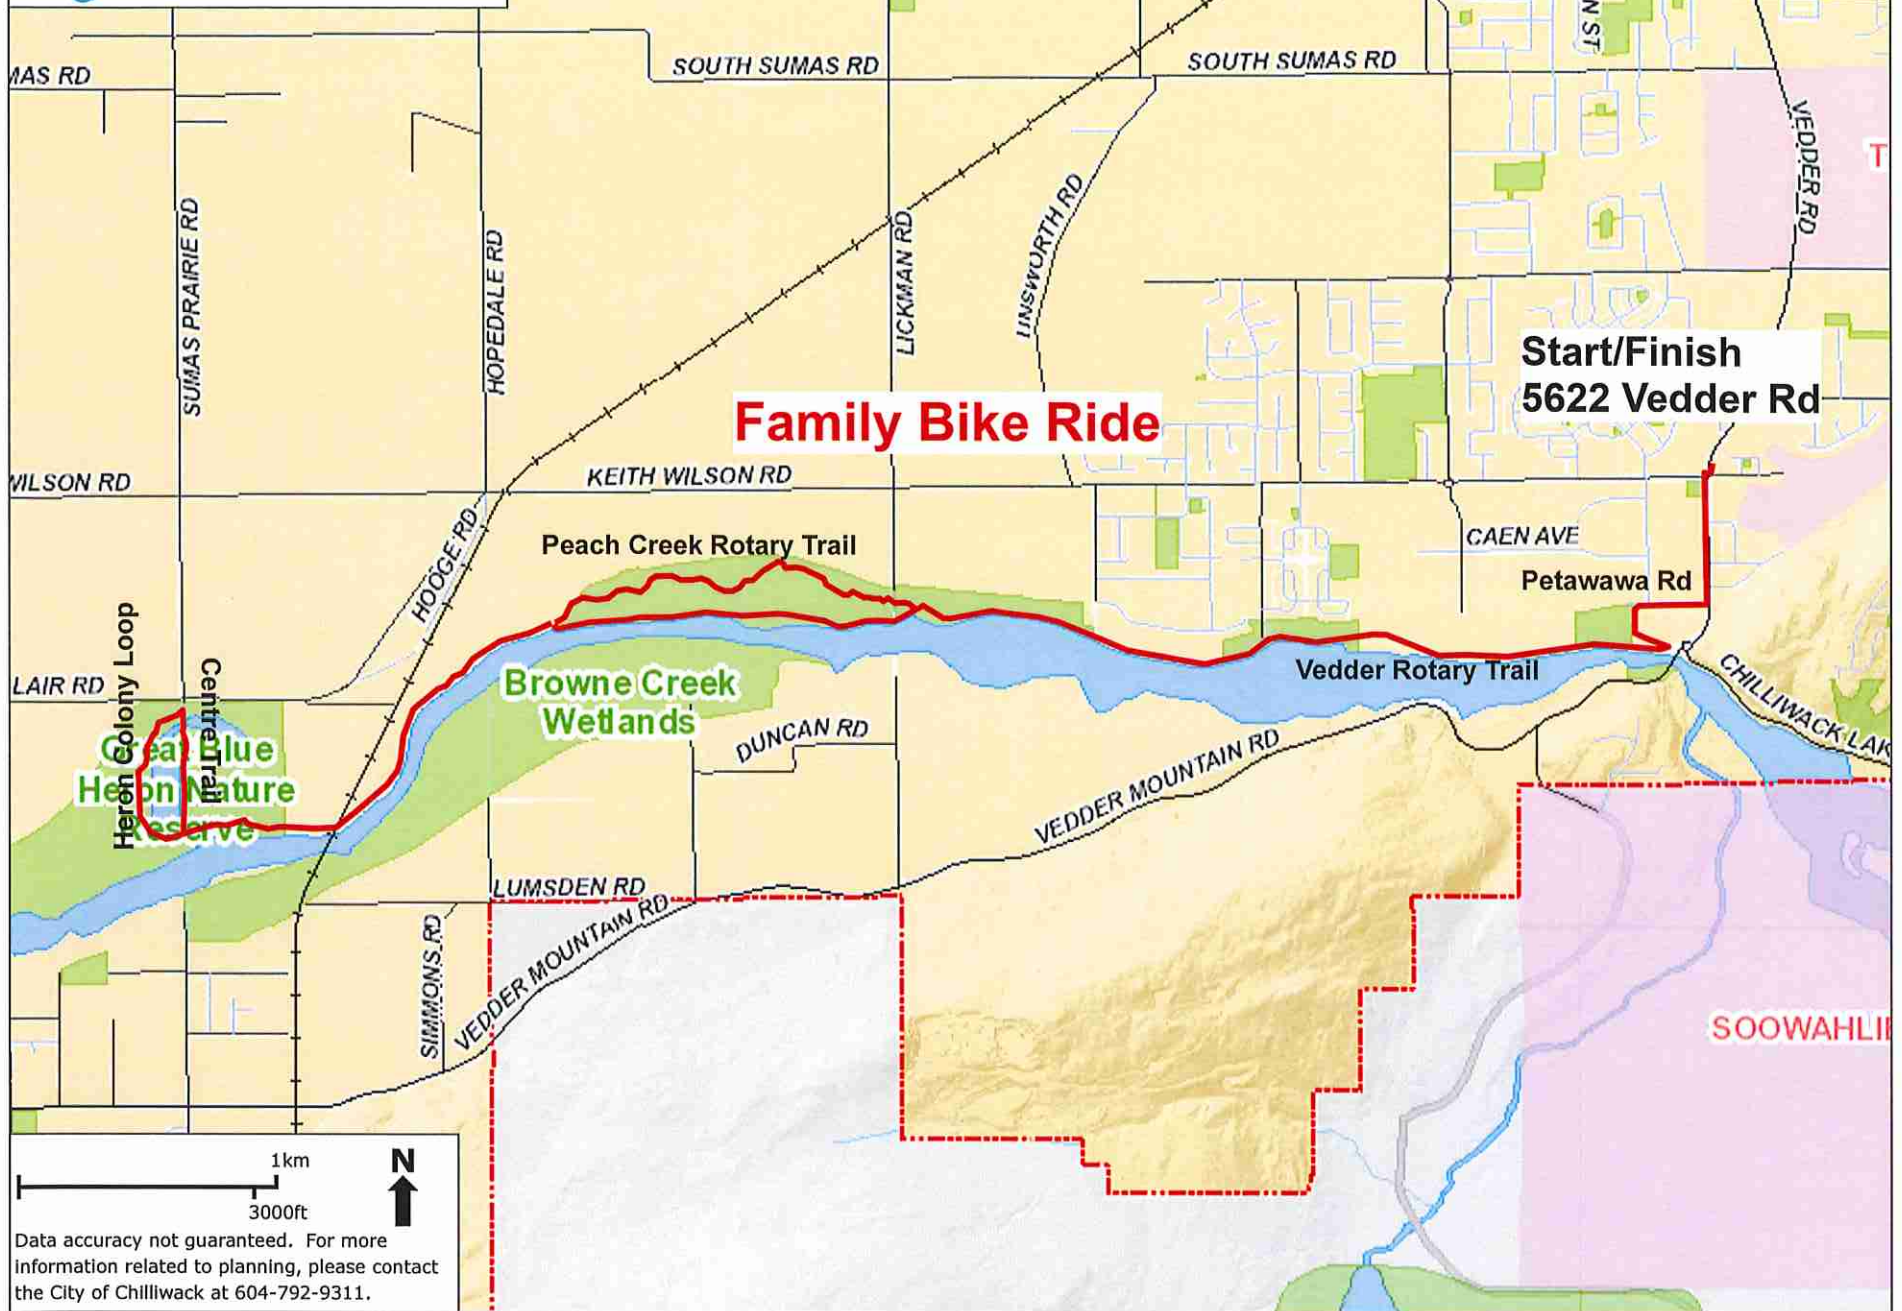 N ST
SOUTH SUMAS RD
SOUTH SUMAS RD
MAS RD
VEDDER RD
T
SUMAS PRAIRIE RD
HOPEDALE RD
LICKMAN RD
UNSWORTH RD
Start/Finish
5622 Vedder Rd
Family Bike Ride
WILSON RD
KEITH WILSON RD
HOOGE RD
Peach Creek Rotary Trail
CAEN AVE
Petawawa Rd
Vedder Rotary Trail
CHILLIWACK LAK
LAIR RD
Heron Colony Loop
Centre Trail
Great Blue
Heron Nature
Reserve
Browne Creek
Wetlands
DUNCAN RD
VEDDER MOUNTAIN RD
LUMSDEN RD
SIMMONS RD
VEDDER MOUNTAIN RD
SOOWAHLI
1km
3000ft
N
Data accuracy not guaranteed. For more
information related to planning, please contact
the City of Chilliwack at 604-792-9311.